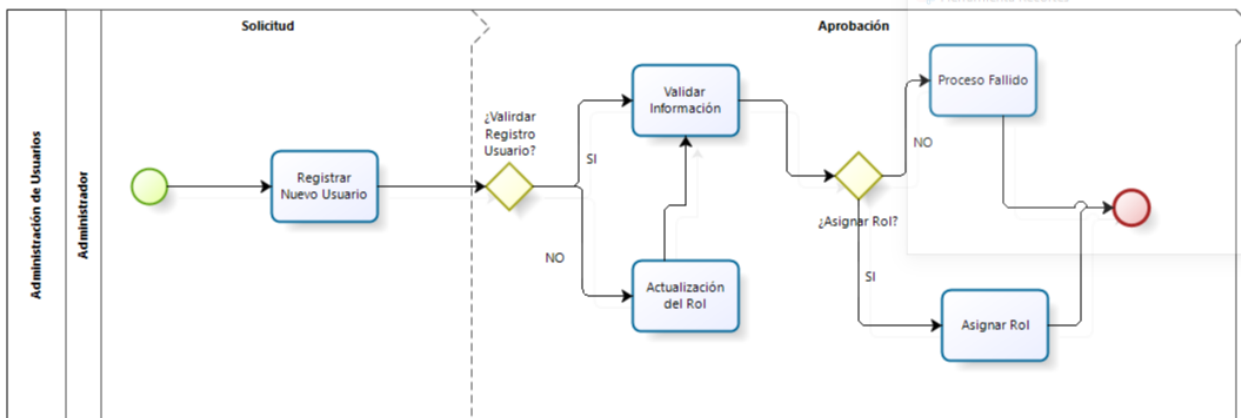 Solicitud
Aprobación
Administración de Usuarios
Administrador
Registrar
Nuevo Usuario
¿Valirdar
Registro
Usuario?
SI
NO
Validar
Información
Actualización
del Rol
¿Asignar Rol?
NO
SI
Proceso Fallido
Asignar Rol